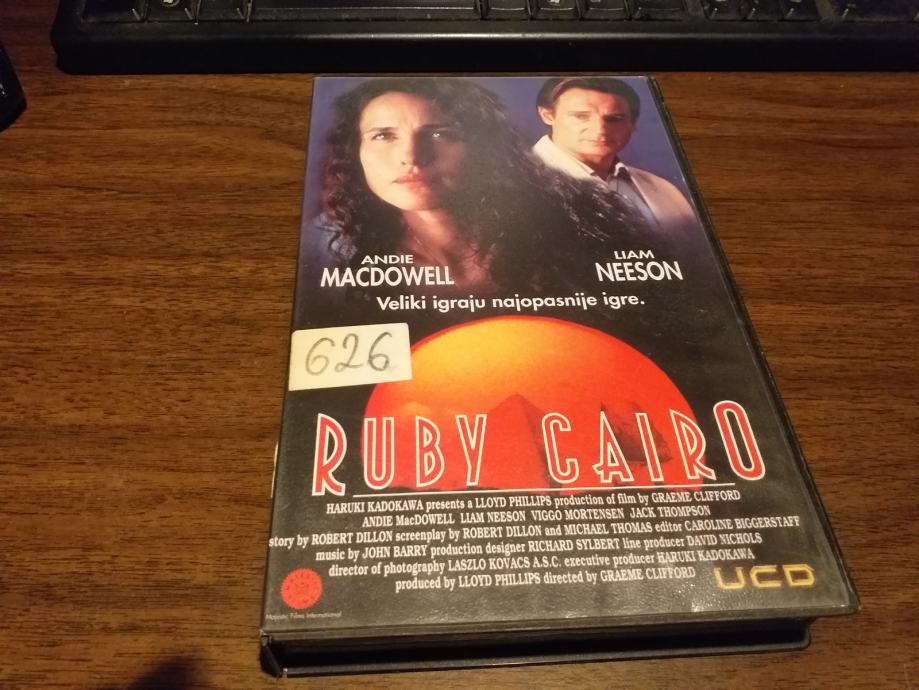 ANDIE
MACDOWELL
LIAM
NEESON
Veliki igraju najopasnije igre.
626
RUBY CAIRO
HARUKI KADOKAWA presents a LLOYD PHILLIPS production of film by GRAEME CLIFFORD
ANDIE MacDOWELL LIAM NEESON VIGGO MORTENSEN JACK THOMPSON
story by ROBERT DILLON screenplay by ROBERT DILLON and MICHAEL THOMAS editor CAROLINE BIGGERSTAFF
music by JOHN BARRY production designer RICHARD SYLBERT line producer DAVID NICHOLS
director of photography LASZLO KOVACS A.S.C. executive producer HARUKI KADOKAWA
produced by LLOYD PHILLIPS directed by GRAEME CLIFFORD
UCD
Majestic Films International